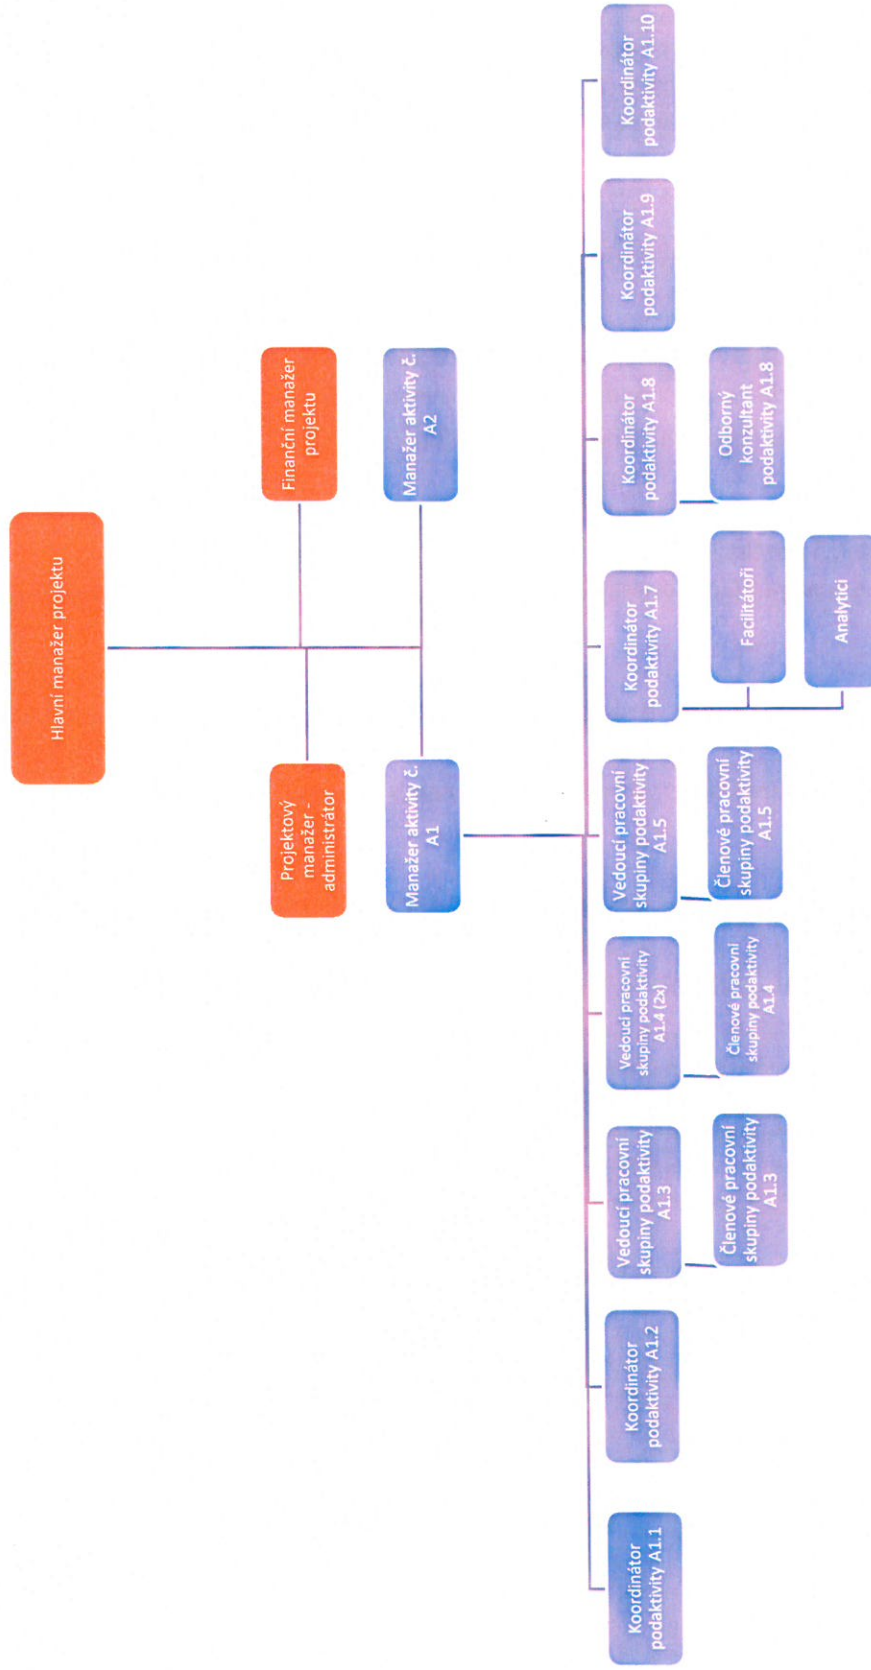 Hlavní manažer projektu
Projektový
manažer -
administrátor
Finanční manažer
projektu
Manažer aktivity č.
A1
Manažer aktivity č.
A2
Koordinátor
podaktivity A1.1
Koordinátor
podaktivity A1.2
Vedoucí pracovní
skupiny podaktivity
A1.3
Členové pracovní
skupiny podaktivity
A1.3
Vedoucí pracovní
skupiny podaktivity
A1.4 (2x)
Členové pracovní
skupiny podaktivity
A1.4
Vedoucí pracovní
skupiny podaktivity
A1.5
Členové pracovní
skupiny podaktivity
A1.5
Koordinátor
podaktivity A1.7
Facilitátoři
Analytici
Koordinátor
podaktivity A1.8
Odborný
konzultant
podaktivity A1.8
Koordinátor
podaktivity A1.9
Koordinátor
podaktivity A1.10